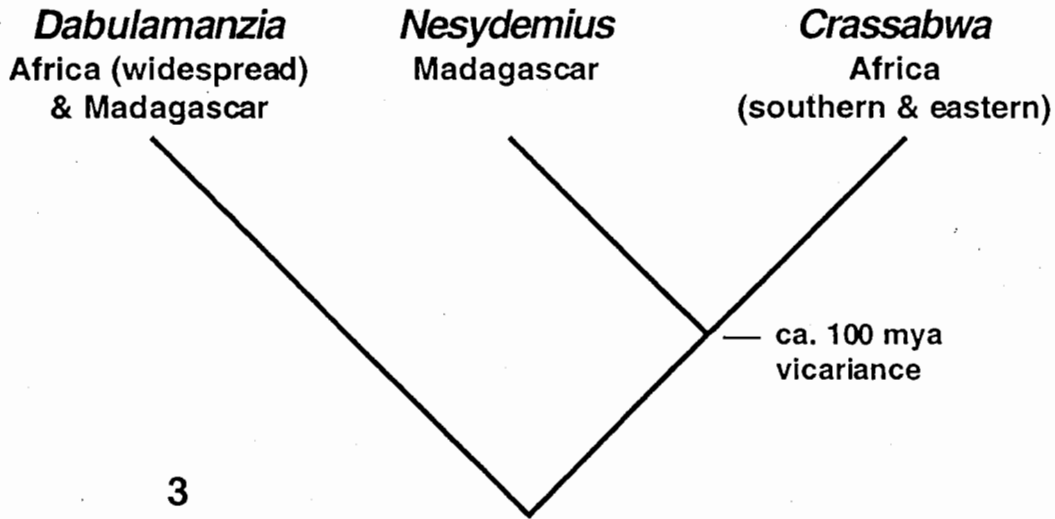 Dabulamanzia
Africa (widespread)
& Madagascar
Nesydemius
Madagascar
Crassabwa
Africa
(southern & eastern)
— ca. 100 mya
vicariance
3